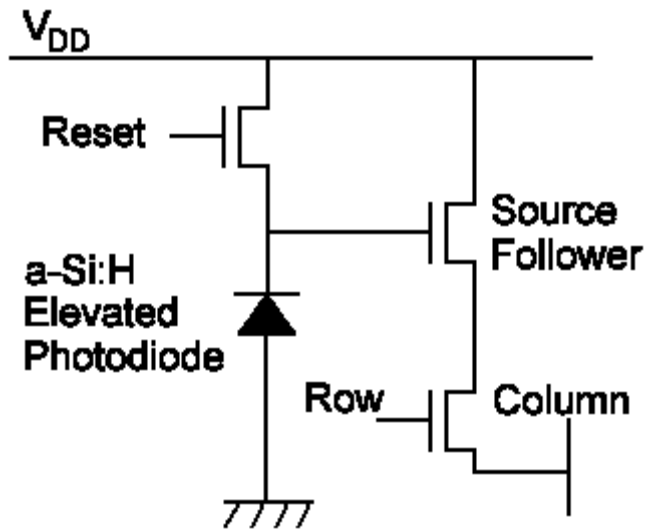 VDD
Reset
Source
Follower
a-Si:H
Elevated
Photodiode
Row
Column